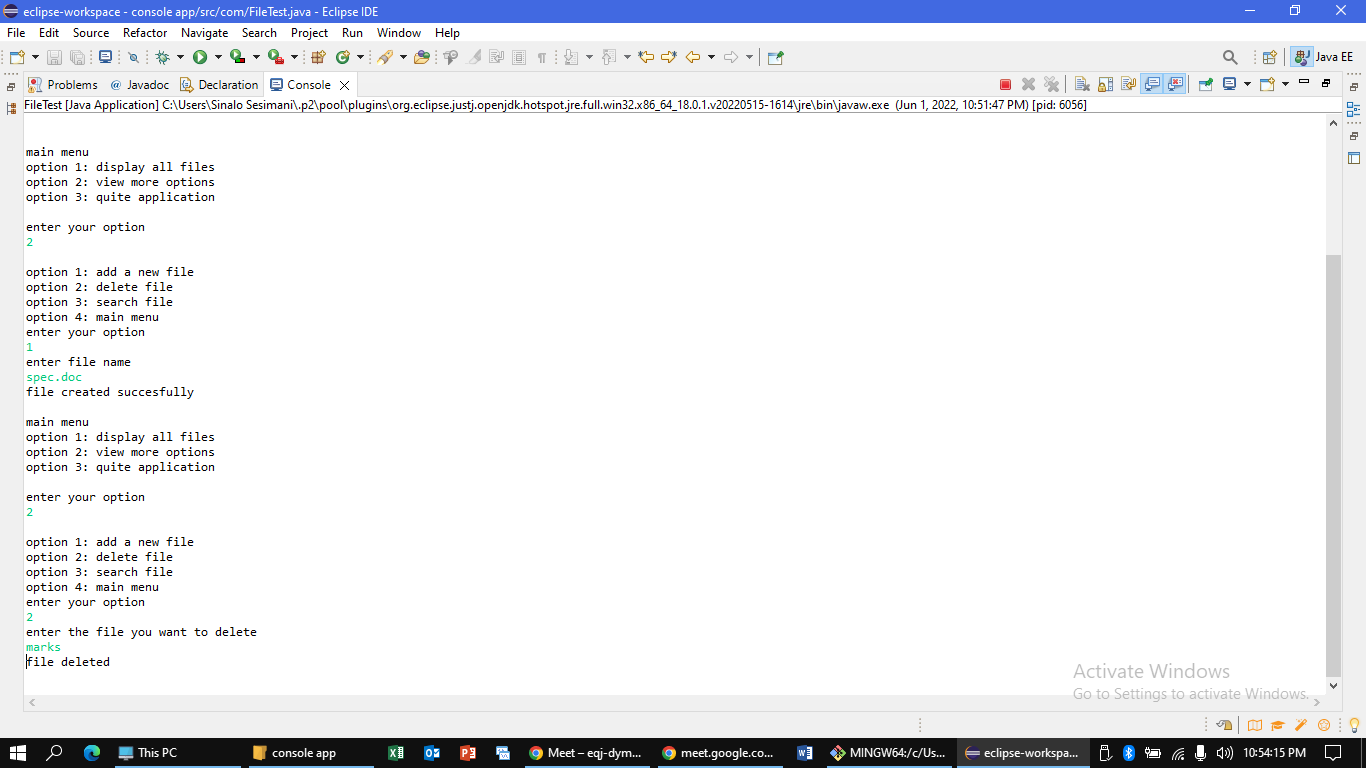 eclipse-workspace - console app/src/com/FileTest.java - Eclipse IDE
File Edit Source Refactor Navigate Search Project Run Window Help
Java EE
Problems @ Javadoc Declaration Console
FileTest [Java Application] C:\Users\Sinalo Sesimani\.p2\pool\plugins\org.eclipse.justj.openjdk.hotspot.jre.full.win32.x86_64_18.0.1.v20220515-1614\jre\bin\javaw.exe (Jun 1, 2022, 10:51:47 PM) [pid: 6056]
main menu
option 1: display all files
option 2: view more options
option 3: quite application
enter your option
2
option 1: add a new file
option 2: delete file
option 3: search file
option 4: main menu
enter your option
1
enter file name
spec.doc
file created succesfully
main menu
option 1: display all files
option 2: view more options
option 3: quite application
enter your option
2
option 1: add a new file
option 2: delete file
option 3: search file
option 4: main menu
enter your option
2
enter the file you want to delete
marks
file deleted
Activate Windows
Go to Settings to activate Windows.
This PC console app Meet – eqj-dym... meet.google.co... MINGW64:/c/Us... eclipse-workspa... 10:54:15 PM